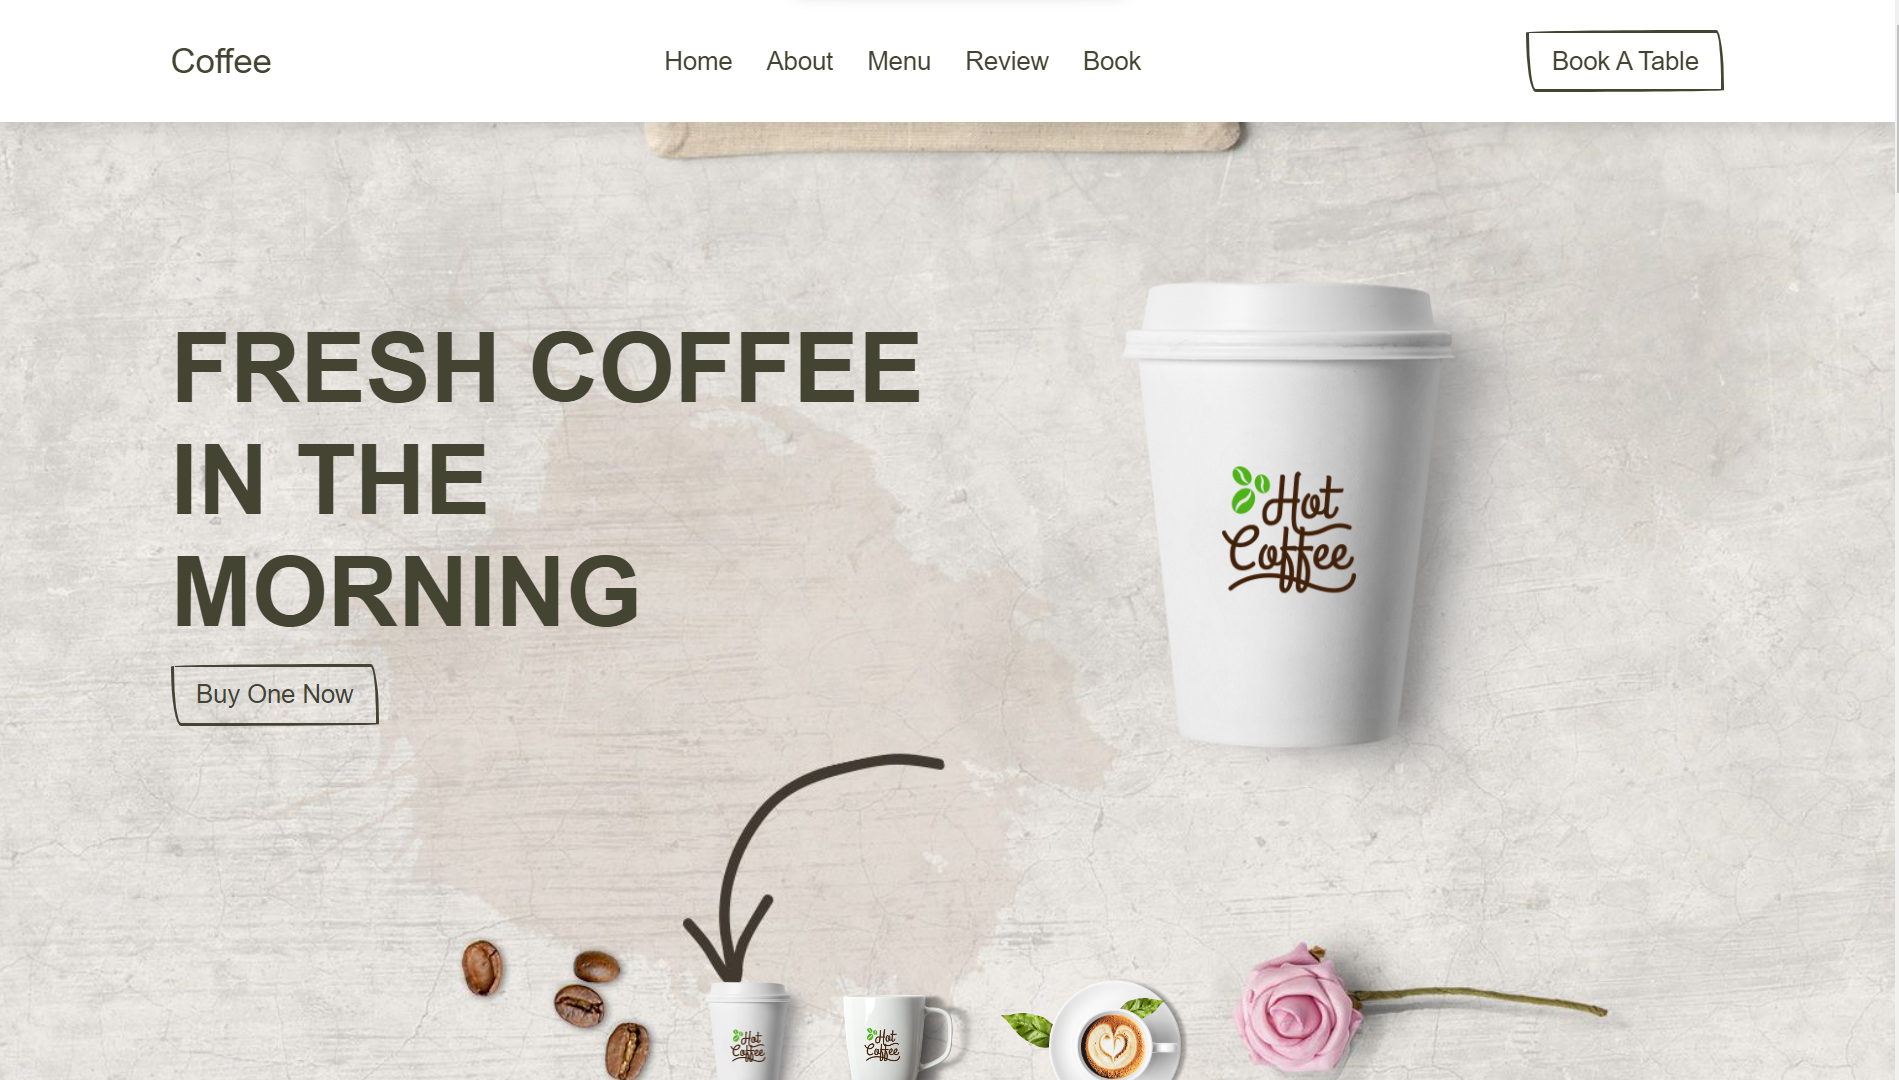 Coffee
Home About Menu Review Book
Book A Table
FRESH COFFEE
IN THE
MORNING
Buy One Now
Hot
Coffee
Hot
Coffee
Hot
Coffee